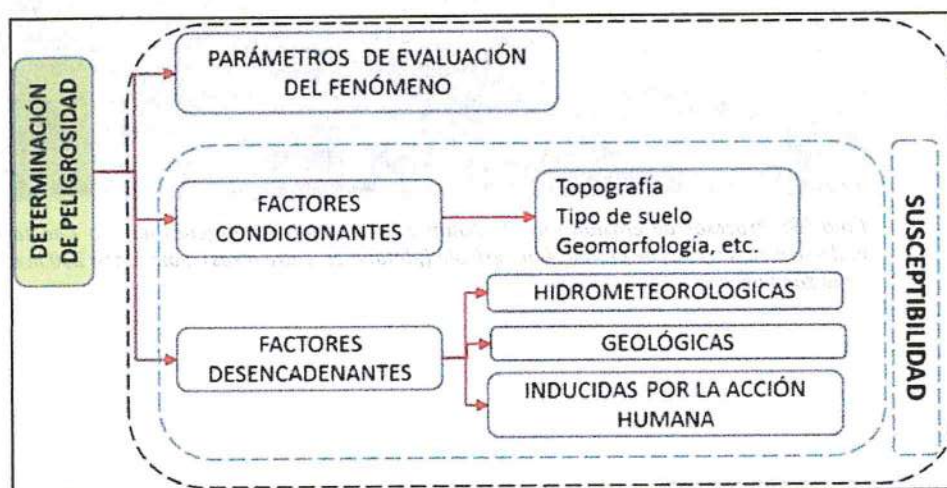 DETERMINACIÓN
DE PELIGROSIDAD
PARÁMETROS DE EVALUACIÓN
DEL FENÓMENO
FACTORES
CONDICIONANTES
Topografía
Tipo de suelo
Geomorfología, etc.
FACTORES
DESENCADENANTES
HIDROMETEOROLOGICAS
GEOLÓGICAS
INDUCIDAS POR LA ACCIÓN
HUMANA
SUSCEPTIBILIDAD